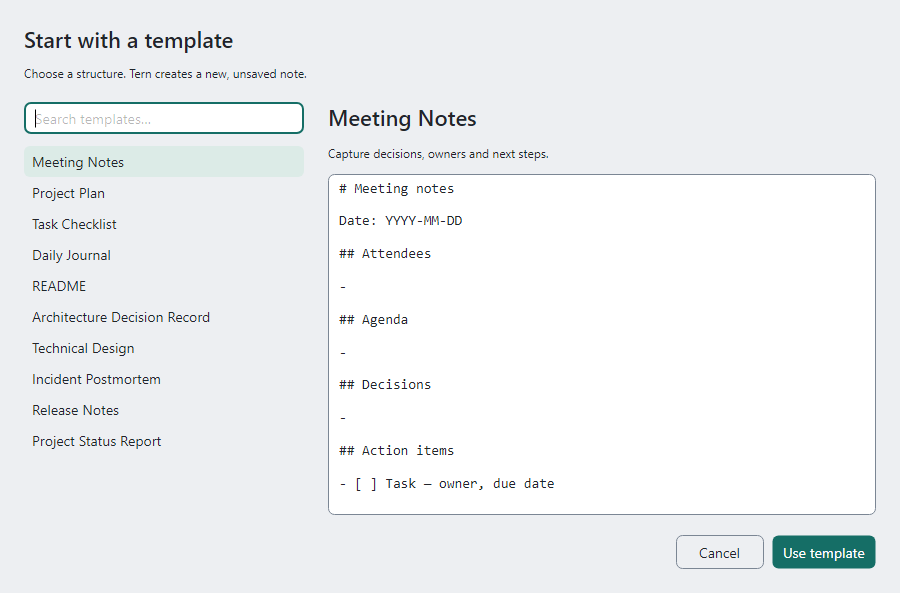 Start with a template
Choose a structure. Tern creates a new, unsaved note.
Search templates...
Meeting Notes
Project Plan
Task Checklist
Daily Journal
README
Architecture Decision Record
Technical Design
Incident Postmortem
Release Notes
Project Status Report
Meeting Notes
Capture decisions, owners and next steps.
# Meeting notes
Date: YYYY-MM-DD
## Attendees
-
## Agenda
-
## Decisions
-
## Action items
- [ ] Task — owner, due date
Cancel
Use template